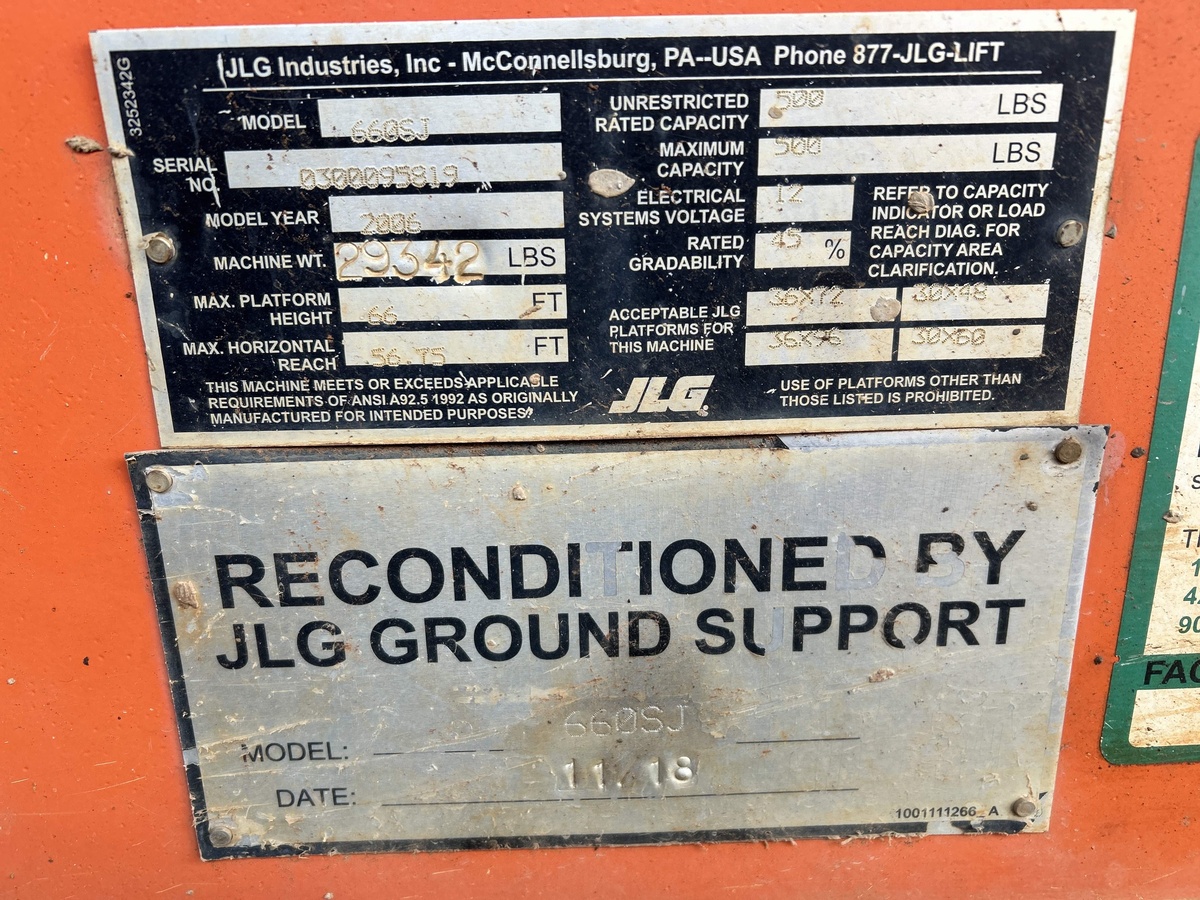 3252342G
JLG Industries, Inc - McConnellsburg, PA--USA Phone 877-JLG-LIFT
MODEL 660SJ
SERIAL NO. 0300095819
MODEL YEAR 2006
MACHINE WT. 29342 LBS
MAX. PLATFORM HEIGHT 66 FT
MAX. HORIZONTAL REACH 56.75 FT
THIS MACHINE MEETS OR EXCEEDS APPLICABLE
REQUIREMENTS OF ANSI A92.5 1992 AS ORIGINALLY
MANUFACTURED FOR INTENDED PURPOSES.
UNRESTRICTED RATED CAPACITY 500 LBS
MAXIMUM CAPACITY 500 LBS
ELECTRICAL SYSTEMS VOLTAGE 12
RATED GRADABILITY 45 %
REFER TO CAPACITY
INDICATOR OR LOAD
REACH DIAG. FOR
CAPACITY AREA
CLARIFICATION.
ACCEPTABLE JLG
PLATFORMS FOR
THIS MACHINE
36X72 30X48
36X96 30X60
JLG
USE OF PLATFORMS OTHER THAN
THOSE LISTED IS PROHIBITED.
RECONDITIONED BY
JLG GROUND SUPPORT
MODEL: 660SJ
DATE: 11/18
1001111266_A
90
FAC